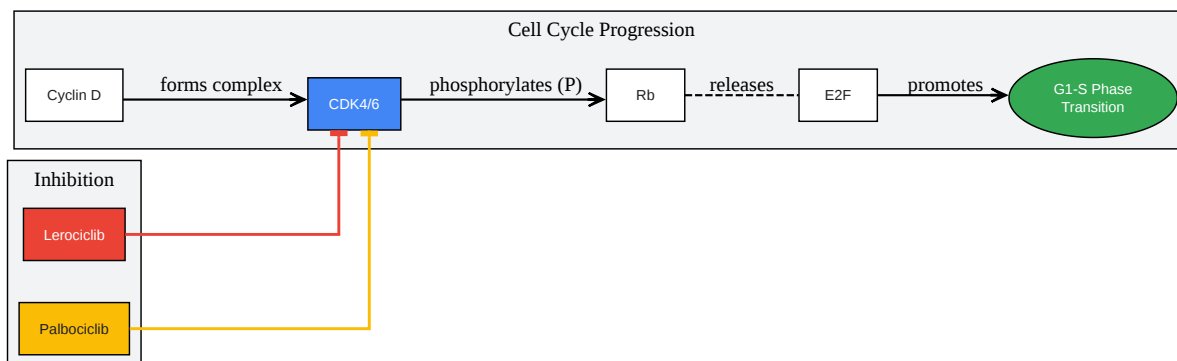 Cell Cycle Progression
Cyclin D
forms complex
CDK4/6
phosphorylates (P)
Rb
releases
E2F
promotes
G1-S Phase
Transition
Inhibition
Lerociclib
Palbociclib